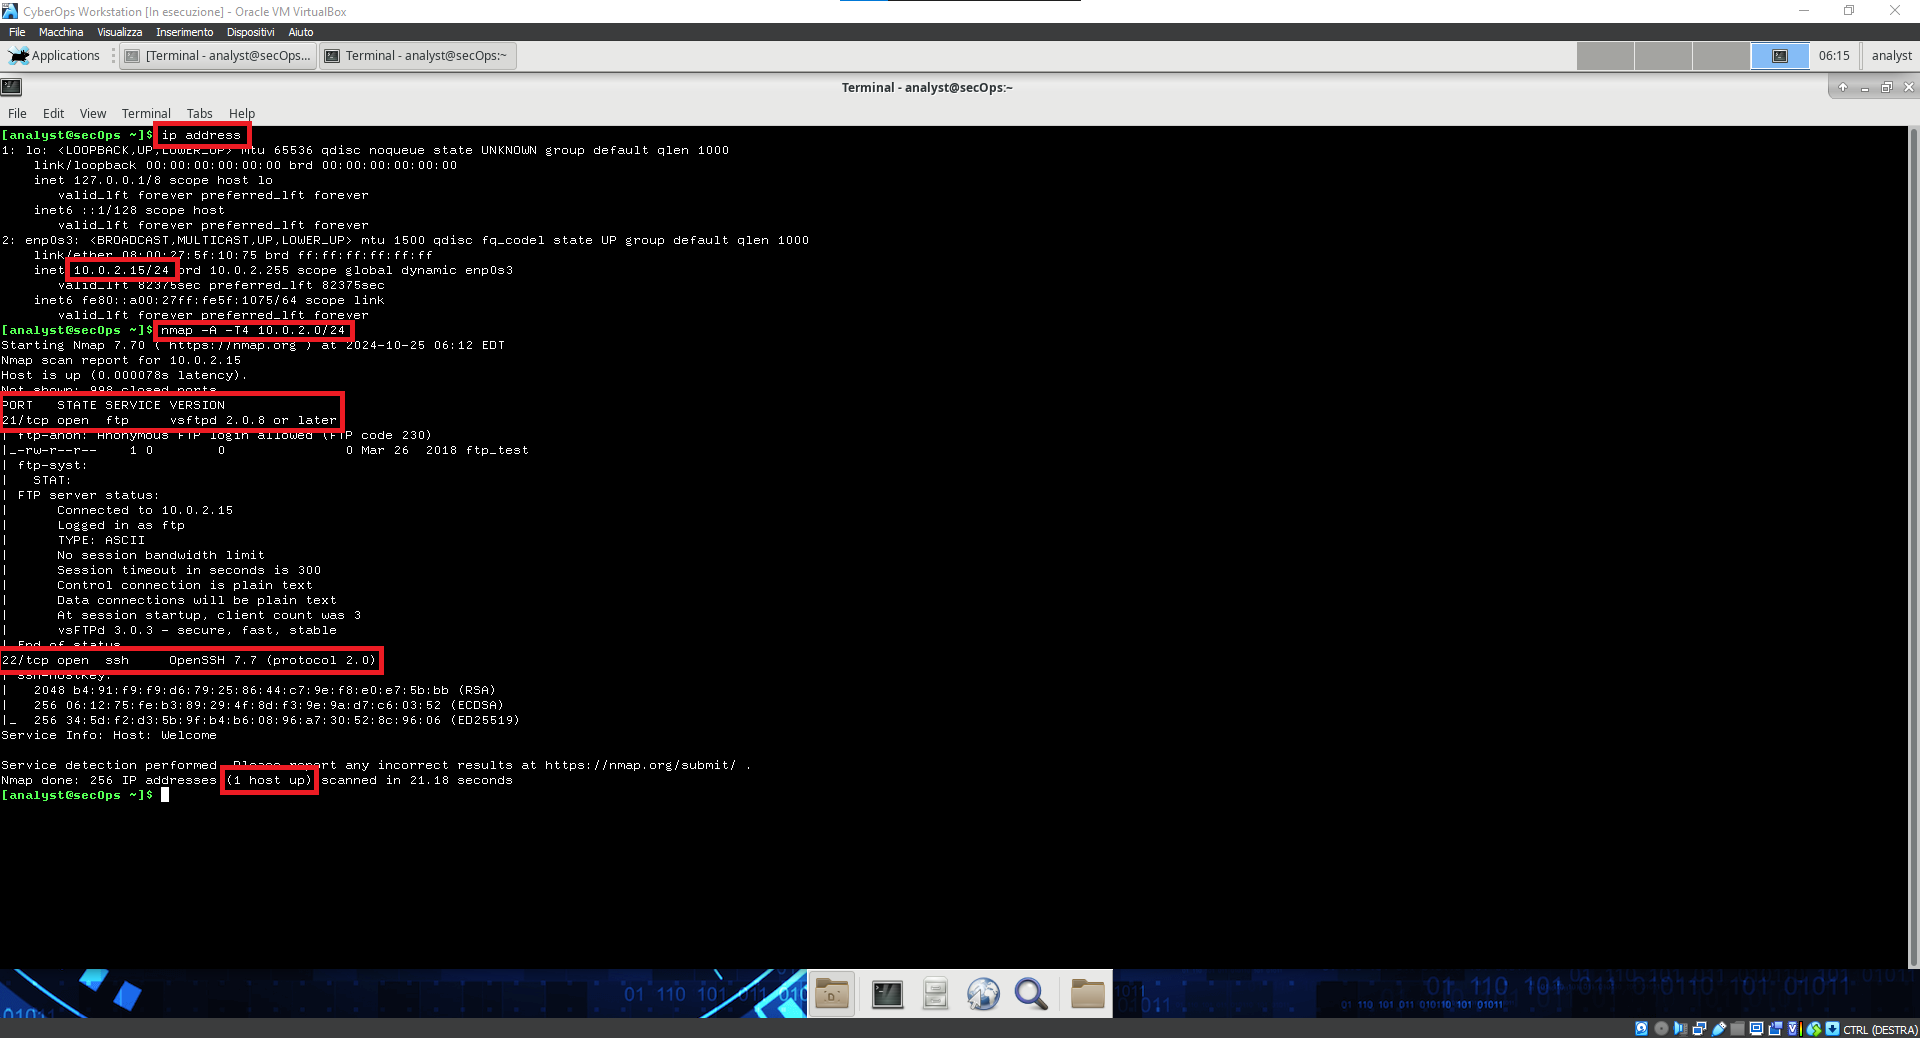 CyberOps Workstation [In esecuzione] - Oracle VM VirtualBox
File Macchina Visualizza Inserimento Dispositivi Aiuto
Applications [Terminal - analyst@secOps... Terminal - analyst@secOps:~ 06:15 analyst
Terminal - analyst@secOps:~
File Edit View Terminal Tabs Help
[analyst@secOps ~]$ ip address
1: lo: <LOOPBACK,UP,LOWER_UP> mtu 65536 qdisc noqueue state UNKNOWN group default qlen 1000
link/loopback 00:00:00:00:00:00 brd 00:00:00:00:00:00
inet 127.0.0.1/8 scope host lo
valid_lft forever preferred_lft forever
inet6 ::1/128 scope host
valid_lft forever preferred_lft forever
2: enp0s3: <BROADCAST,MULTICAST,UP,LOWER_UP> mtu 1500 qdisc fq_codel state UP group default qlen 1000
link/ether 08:00:27:5f:10:75 brd ff:ff:ff:ff:ff:ff
inet 10.0.2.15/24 brd 10.0.2.255 scope global dynamic enp0s3
valid_lft 82375sec preferred_lft 82375sec
inet6 fe80::a00:27ff:fe5f:1075/64 scope link
valid_lft forever preferred_lft forever
[analyst@secOps ~]$ nmap -A -T4 10.0.2.0/24
Starting Nmap 7.70 ( https://nmap.org ) at 2024-10-25 06:12 EDT
Nmap scan report for 10.0.2.15
Host is up (0.000078s latency).
Not shown: 998 closed ports
PORT   STATE SERVICE VERSION
21/tcp open  ftp     vsftpd 2.0.8 or later
| ftp-anon: Anonymous FTP login allowed (FTP code 230)
|_-rw-r--r--    1 0        0               0 Mar 26  2018 ftp_test
| ftp-syst:
|   STAT:
| FTP server status:
|      Connected to 10.0.2.15
|      Logged in as ftp
|      TYPE: ASCII
|      No session bandwidth limit
|      Session timeout in seconds is 300
|      Control connection is plain text
|      Data connections will be plain text
|      At session startup, client count was 3
|      vsFTPd 3.0.3 - secure, fast, stable
|_End of status
22/tcp open  ssh     OpenSSH 7.7 (protocol 2.0)
| ssh-hostkey:
|   2048 b4:91:f9:f9:d6:79:25:86:44:c7:9e:f8:e0:e7:5b:bb (RSA)
|   256 06:12:75:fe:b3:89:29:4f:8d:f3:9e:9a:d7:c6:03:52 (ECDSA)
|_  256 34:5d:f2:d3:5b:9f:b4:b6:08:96:a7:30:52:8c:96:06 (ED25519)
Service Info: Host: Welcome
Service detection performed. Please report any incorrect results at https://nmap.org/submit/ .
Nmap done: 256 IP addresses (1 host up) scanned in 21.18 seconds
[analyst@secOps ~]$
CTRL (DESTRA)